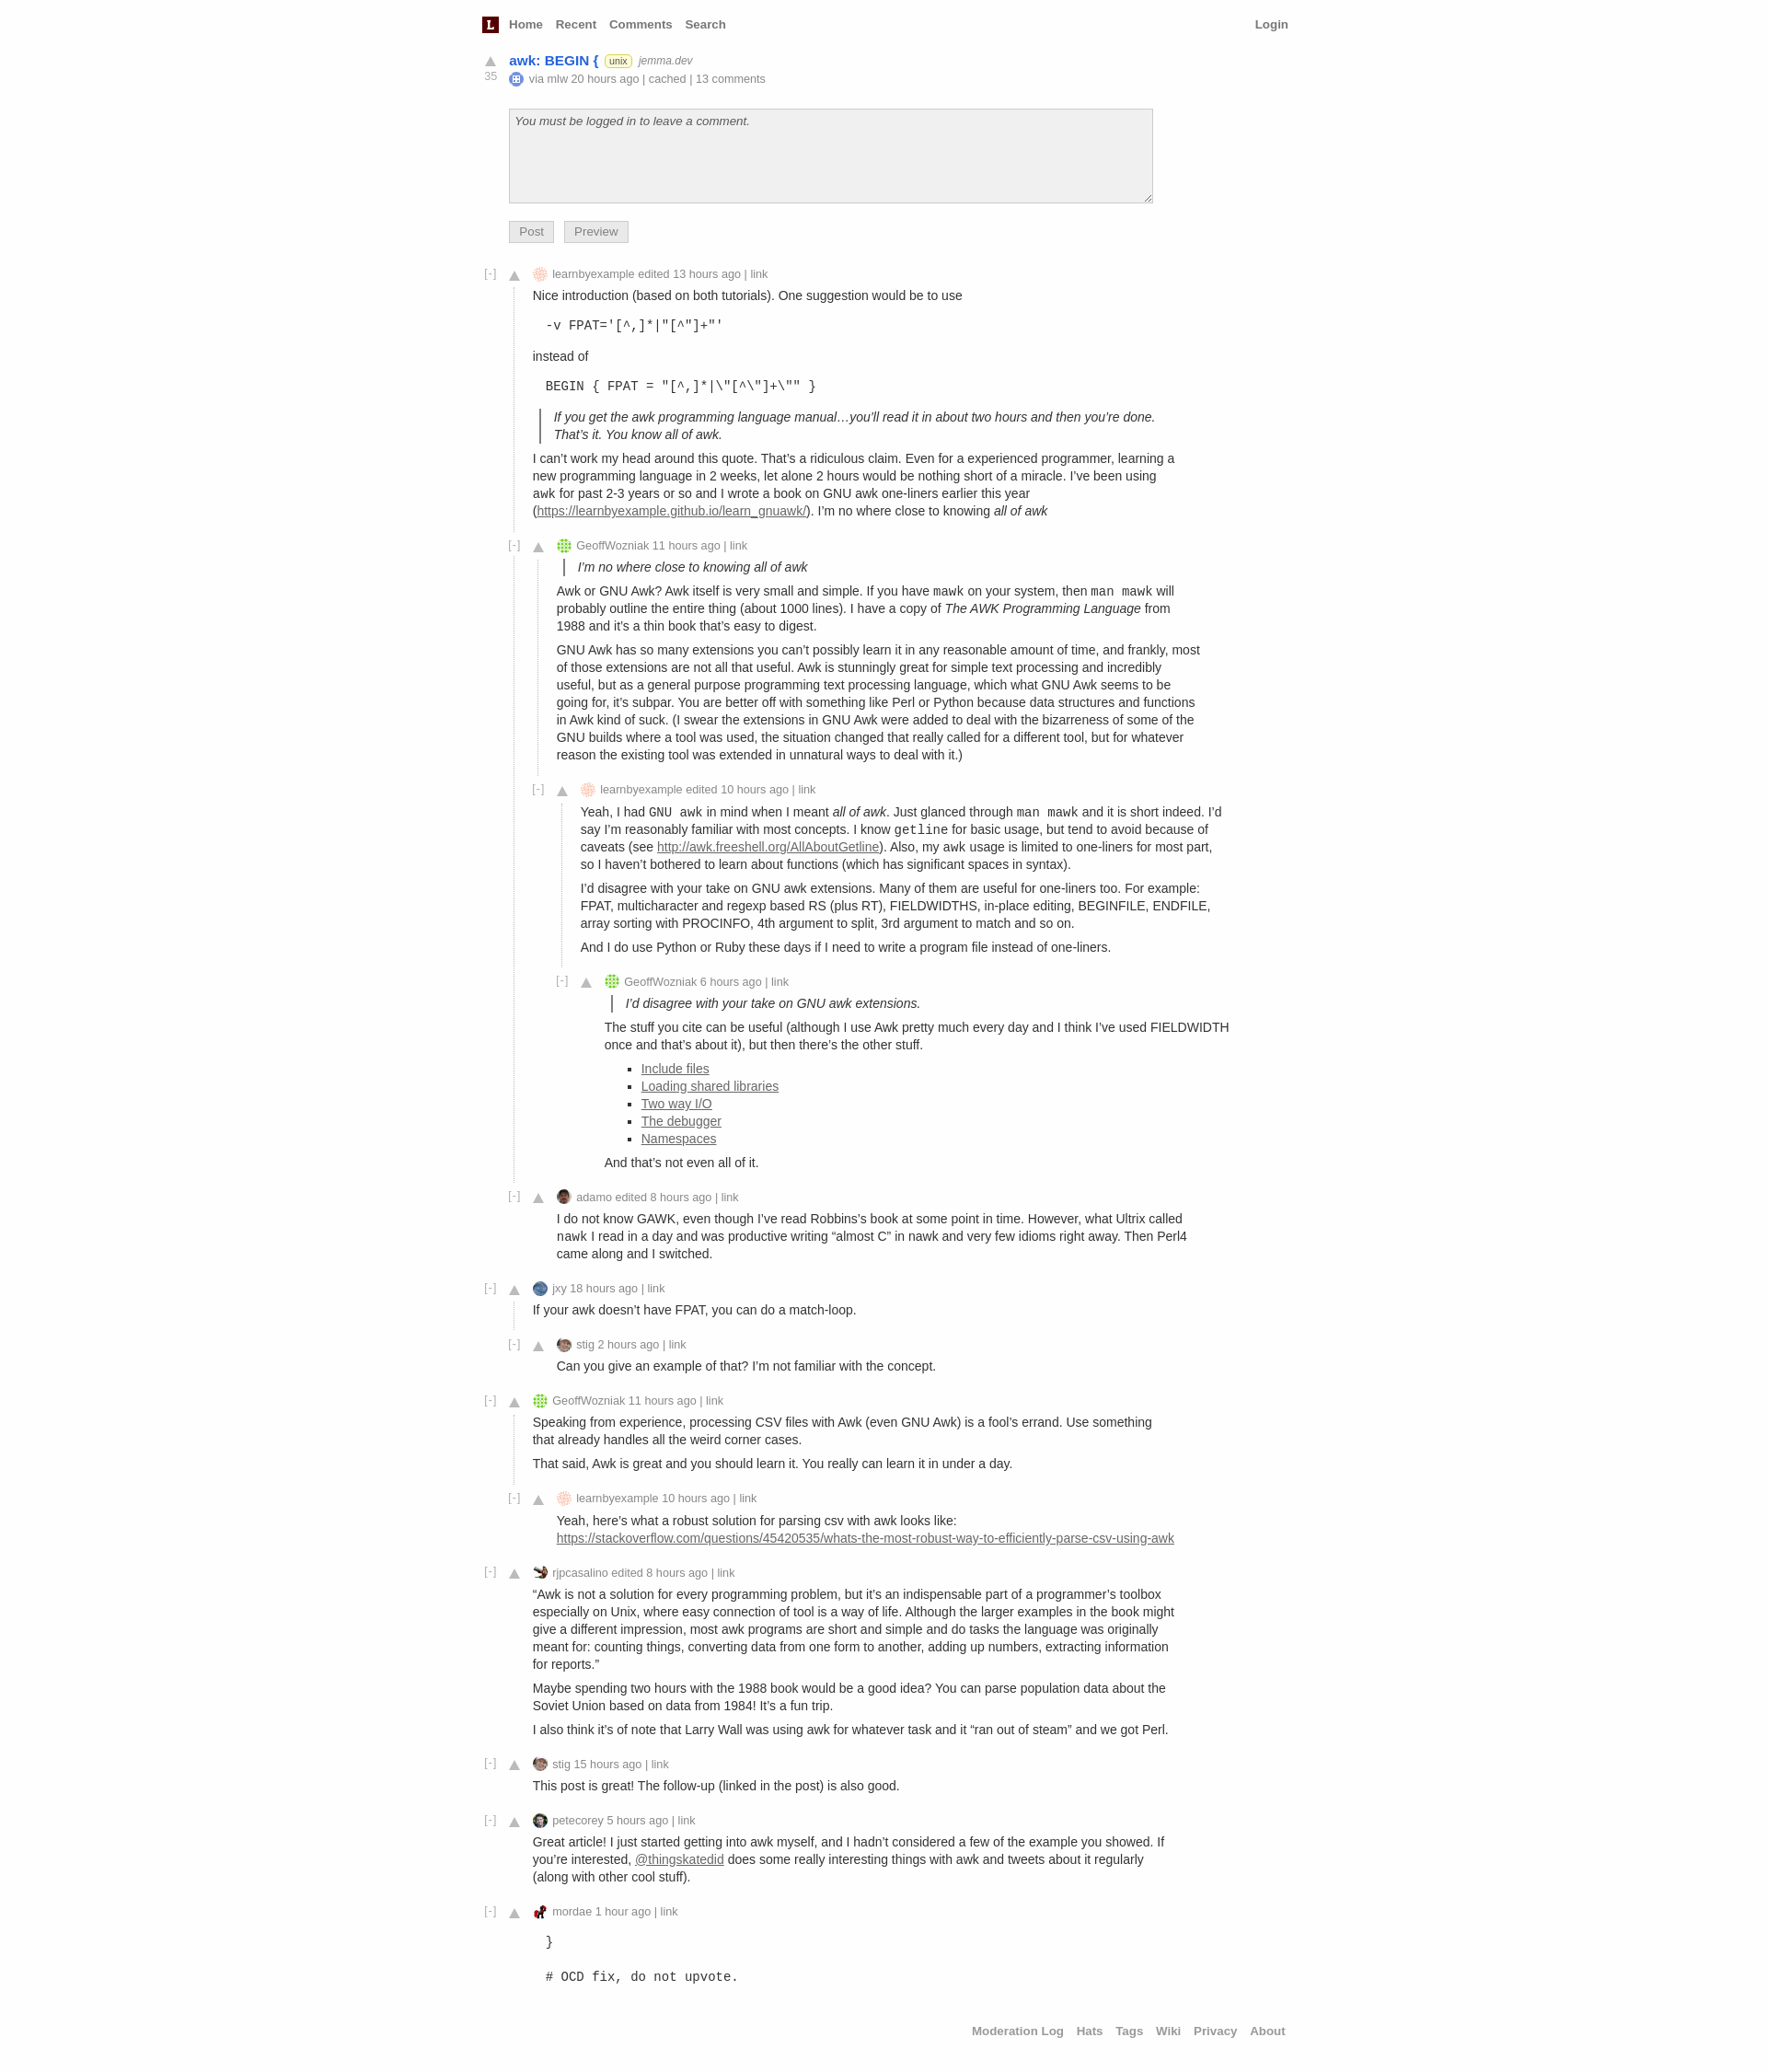 L Home Recent Comments Search Login
awk: BEGIN { unix jemma.dev
35
via mlw 20 hours ago | cached | 13 comments
You must be logged in to leave a comment.
Post Preview
[-] learnbyexample edited 13 hours ago | link
Nice introduction (based on both tutorials). One suggestion would be to use
-v FPAT='[^,]*|"[^"]+"'
instead of
BEGIN { FPAT = "[^,]*|\"[^\"]+\"" }
If you get the awk programming language manual…you’ll read it in about two hours and then you’re done.
That’s it. You know all of awk.
I can’t work my head around this quote. That’s a ridiculous claim. Even for a experienced programmer, learning a
new programming language in 2 weeks, let alone 2 hours would be nothing short of a miracle. I’ve been using
awk for past 2-3 years or so and I wrote a book on GNU awk one-liners earlier this year
(https://learnbyexample.github.io/learn_gnuawk/). I’m no where close to knowing all of awk
[-] GeoffWozniak 11 hours ago | link
I’m no where close to knowing all of awk
Awk or GNU Awk? Awk itself is very small and simple. If you have mawk on your system, then man mawk will
probably outline the entire thing (about 1000 lines). I have a copy of The AWK Programming Language from
1988 and it’s a thin book that’s easy to digest.
GNU Awk has so many extensions you can’t possibly learn it in any reasonable amount of time, and frankly, most
of those extensions are not all that useful. Awk is stunningly great for simple text processing and incredibly
useful, but as a general purpose programming text processing language, which what GNU Awk seems to be
going for, it’s subpar. You are better off with something like Perl or Python because data structures and functions
in Awk kind of suck. (I swear the extensions in GNU Awk were added to deal with the bizarreness of some of the
GNU builds where a tool was used, the situation changed that really called for a different tool, but for whatever
reason the existing tool was extended in unnatural ways to deal with it.)
[-] learnbyexample edited 10 hours ago | link
Yeah, I had GNU awk in mind when I meant all of awk. Just glanced through man mawk and it is short indeed. I’d
say I’m reasonably familiar with most concepts. I know getline for basic usage, but tend to avoid because of
caveats (see http://awk.freeshell.org/AllAboutGetline). Also, my awk usage is limited to one-liners for most part,
so I haven’t bothered to learn about functions (which has significant spaces in syntax).
I’d disagree with your take on GNU awk extensions. Many of them are useful for one-liners too. For example:
FPAT, multicharacter and regexp based RS (plus RT), FIELDWIDTHS, in-place editing, BEGINFILE, ENDFILE,
array sorting with PROCINFO, 4th argument to split, 3rd argument to match and so on.
And I do use Python or Ruby these days if I need to write a program file instead of one-liners.
[-] GeoffWozniak 6 hours ago | link
I’d disagree with your take on GNU awk extensions.
The stuff you cite can be useful (although I use Awk pretty much every day and I think I’ve used FIELDWIDTH
once and that’s about it), but then there’s the other stuff.
Include files
Loading shared libraries
Two way I/O
The debugger
Namespaces
And that’s not even all of it.
[-] adamo edited 8 hours ago | link
I do not know GAWK, even though I’ve read Robbins’s book at some point in time. However, what Ultrix called
nawk I read in a day and was productive writing “almost C” in nawk and very few idioms right away. Then Perl4
came along and I switched.
[-] jxy 18 hours ago | link
If your awk doesn’t have FPAT, you can do a match-loop.
[-] stig 2 hours ago | link
Can you give an example of that? I’m not familiar with the concept.
[-] GeoffWozniak 11 hours ago | link
Speaking from experience, processing CSV files with Awk (even GNU Awk) is a fool’s errand. Use something
that already handles all the weird corner cases.
That said, Awk is great and you should learn it. You really can learn it in under a day.
[-] learnbyexample 10 hours ago | link
Yeah, here’s what a robust solution for parsing csv with awk looks like:
https://stackoverflow.com/questions/45420535/whats-the-most-robust-way-to-efficiently-parse-csv-using-awk
[-] rjpcasalino edited 8 hours ago | link
“Awk is not a solution for every programming problem, but it’s an indispensable part of a programmer’s toolbox
especially on Unix, where easy connection of tool is a way of life. Although the larger examples in the book might
give a different impression, most awk programs are short and simple and do tasks the language was originally
meant for: counting things, converting data from one form to another, adding up numbers, extracting information
for reports.”
Maybe spending two hours with the 1988 book would be a good idea? You can parse population data about the
Soviet Union based on data from 1984! It’s a fun trip.
I also think it’s of note that Larry Wall was using awk for whatever task and it “ran out of steam” and we got Perl.
[-] stig 15 hours ago | link
This post is great! The follow-up (linked in the post) is also good.
[-] petecorey 5 hours ago | link
Great article! I just started getting into awk myself, and I hadn’t considered a few of the example you showed. If
you’re interested, @thingskatedid does some really interesting things with awk and tweets about it regularly
(along with other cool stuff).
[-] mordae 1 hour ago | link
}
# OCD fix, do not upvote.
Moderation Log Hats Tags Wiki Privacy About